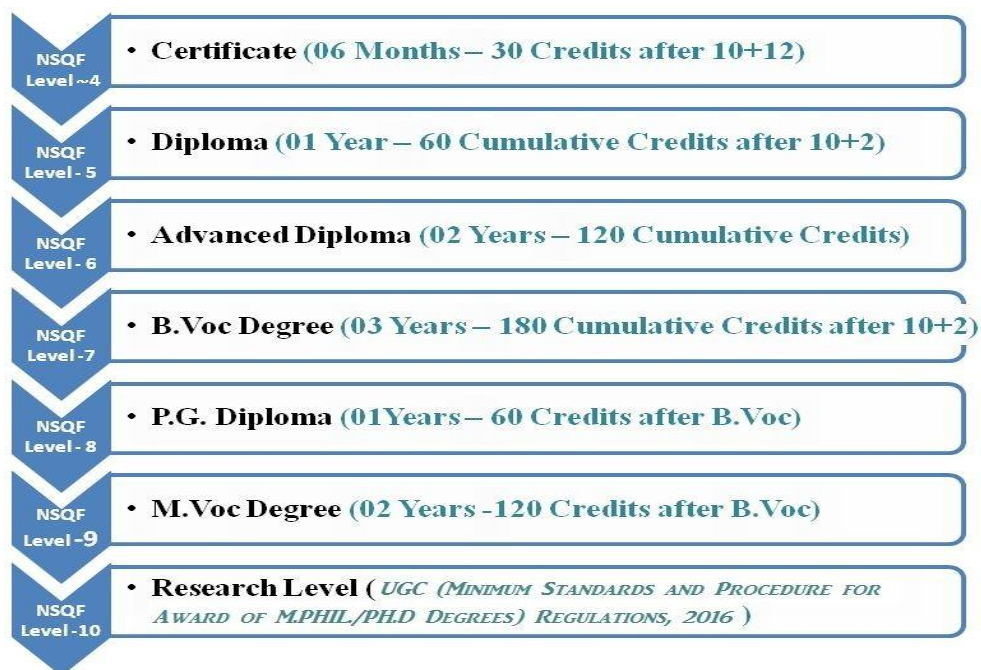 NSQF
Level ~4
• Certificate (06 Months – 30 Credits after 10+12)
NSQF
Level - 5
• Diploma (01 Year – 60 Cumulative Credits after 10+2)
NSQF
Level - 6
• Advanced Diploma (02 Years – 120 Cumulative Credits)
NSQF
Level -7
• B.Voc Degree (03 Years – 180 Cumulative Credits after 10+2)
NSQF
Level - 8
• P.G. Diploma (01Years – 60 Credits after B.Voc)
NSQF
Level -9
• M.Voc Degree (02 Years -120 Credits after B.Voc)
NSQF
Level -10
• Research Level ( UGC (MINIMUM STANDARDS AND PROCEDURE FOR
AWARD OF M.PHIL./PH.D DEGREES) REGULATIONS, 2016 )